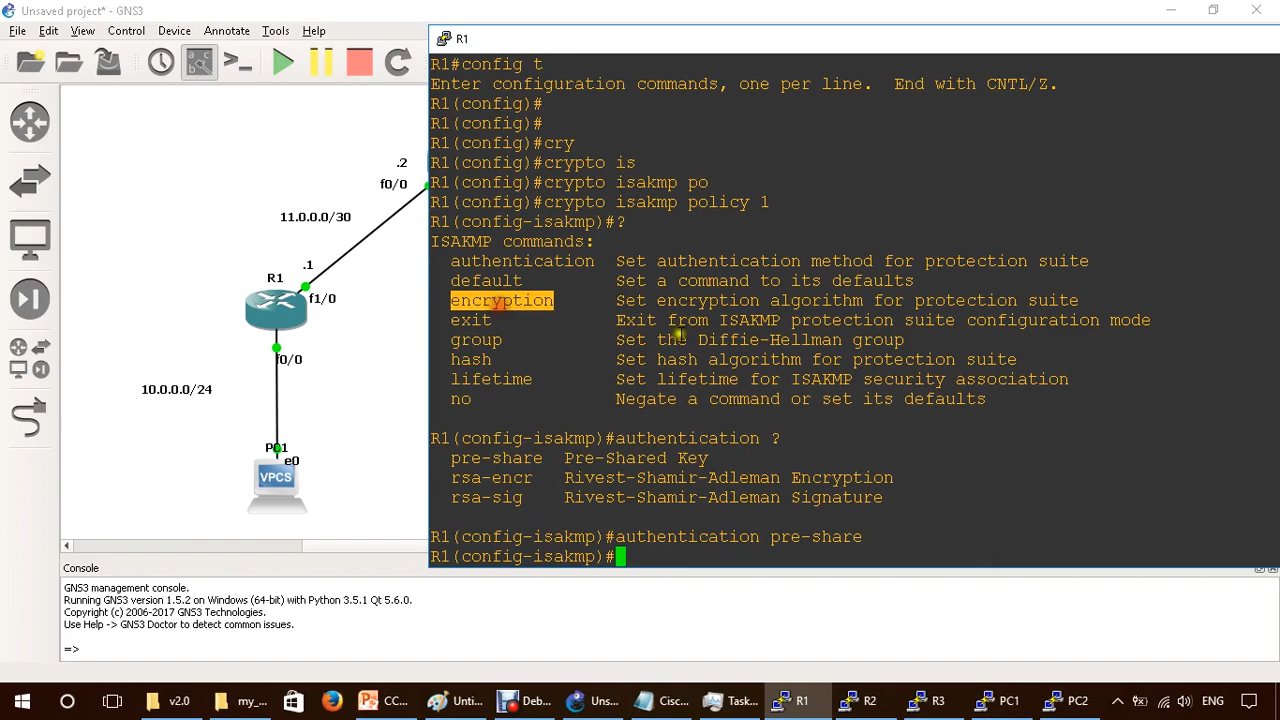 Unsaved project* - GNS3
File Edit View Control Device Annotate Tools Help
.2
f0/0
11.0.0.0/30
.1
R1
f1/0
f0/0
10.0.0.0/24
PC1
e0
VPCS
R1
R1#config t
Enter configuration commands, one per line.  End with CNTL/Z.
R1(config)#
R1(config)#
R1(config)#cry
R1(config)#crypto is
R1(config)#crypto isakmp po
R1(config)#crypto isakmp policy 1
R1(config-isakmp)#?
ISAKMP commands:
authentication  Set authentication method for protection suite
default         Set a command to its defaults
encryption      Set encryption algorithm for protection suite
exit            Exit from ISAKMP protection suite configuration mode
group           Set the Diffie-Hellman group
hash            Set hash algorithm for protection suite
lifetime        Set lifetime for ISAKMP security association
no              Negate a command or set its defaults
R1(config-isakmp)#authentication ?
pre-share  Pre-Shared Key
rsa-encr   Rivest-Shamir-Adleman Encryption
rsa-sig    Rivest-Shamir-Adleman Signature
R1(config-isakmp)#authentication pre-share
R1(config-isakmp)#
Console
GNS3 management console.
Running GNS3 version 1.5.2 on Windows (64-bit) with Python 3.5.1 Qt 5.6.0.
Copyright (c) 2006-2017 GNS3 Technologies.
Use Help -> GNS3 Doctor to detect common issues.
=>
v2.0 my_... CC... Unti... Deb... Uns... Cisc... Task... R1 R2 R3 PC1 PC2 ENG